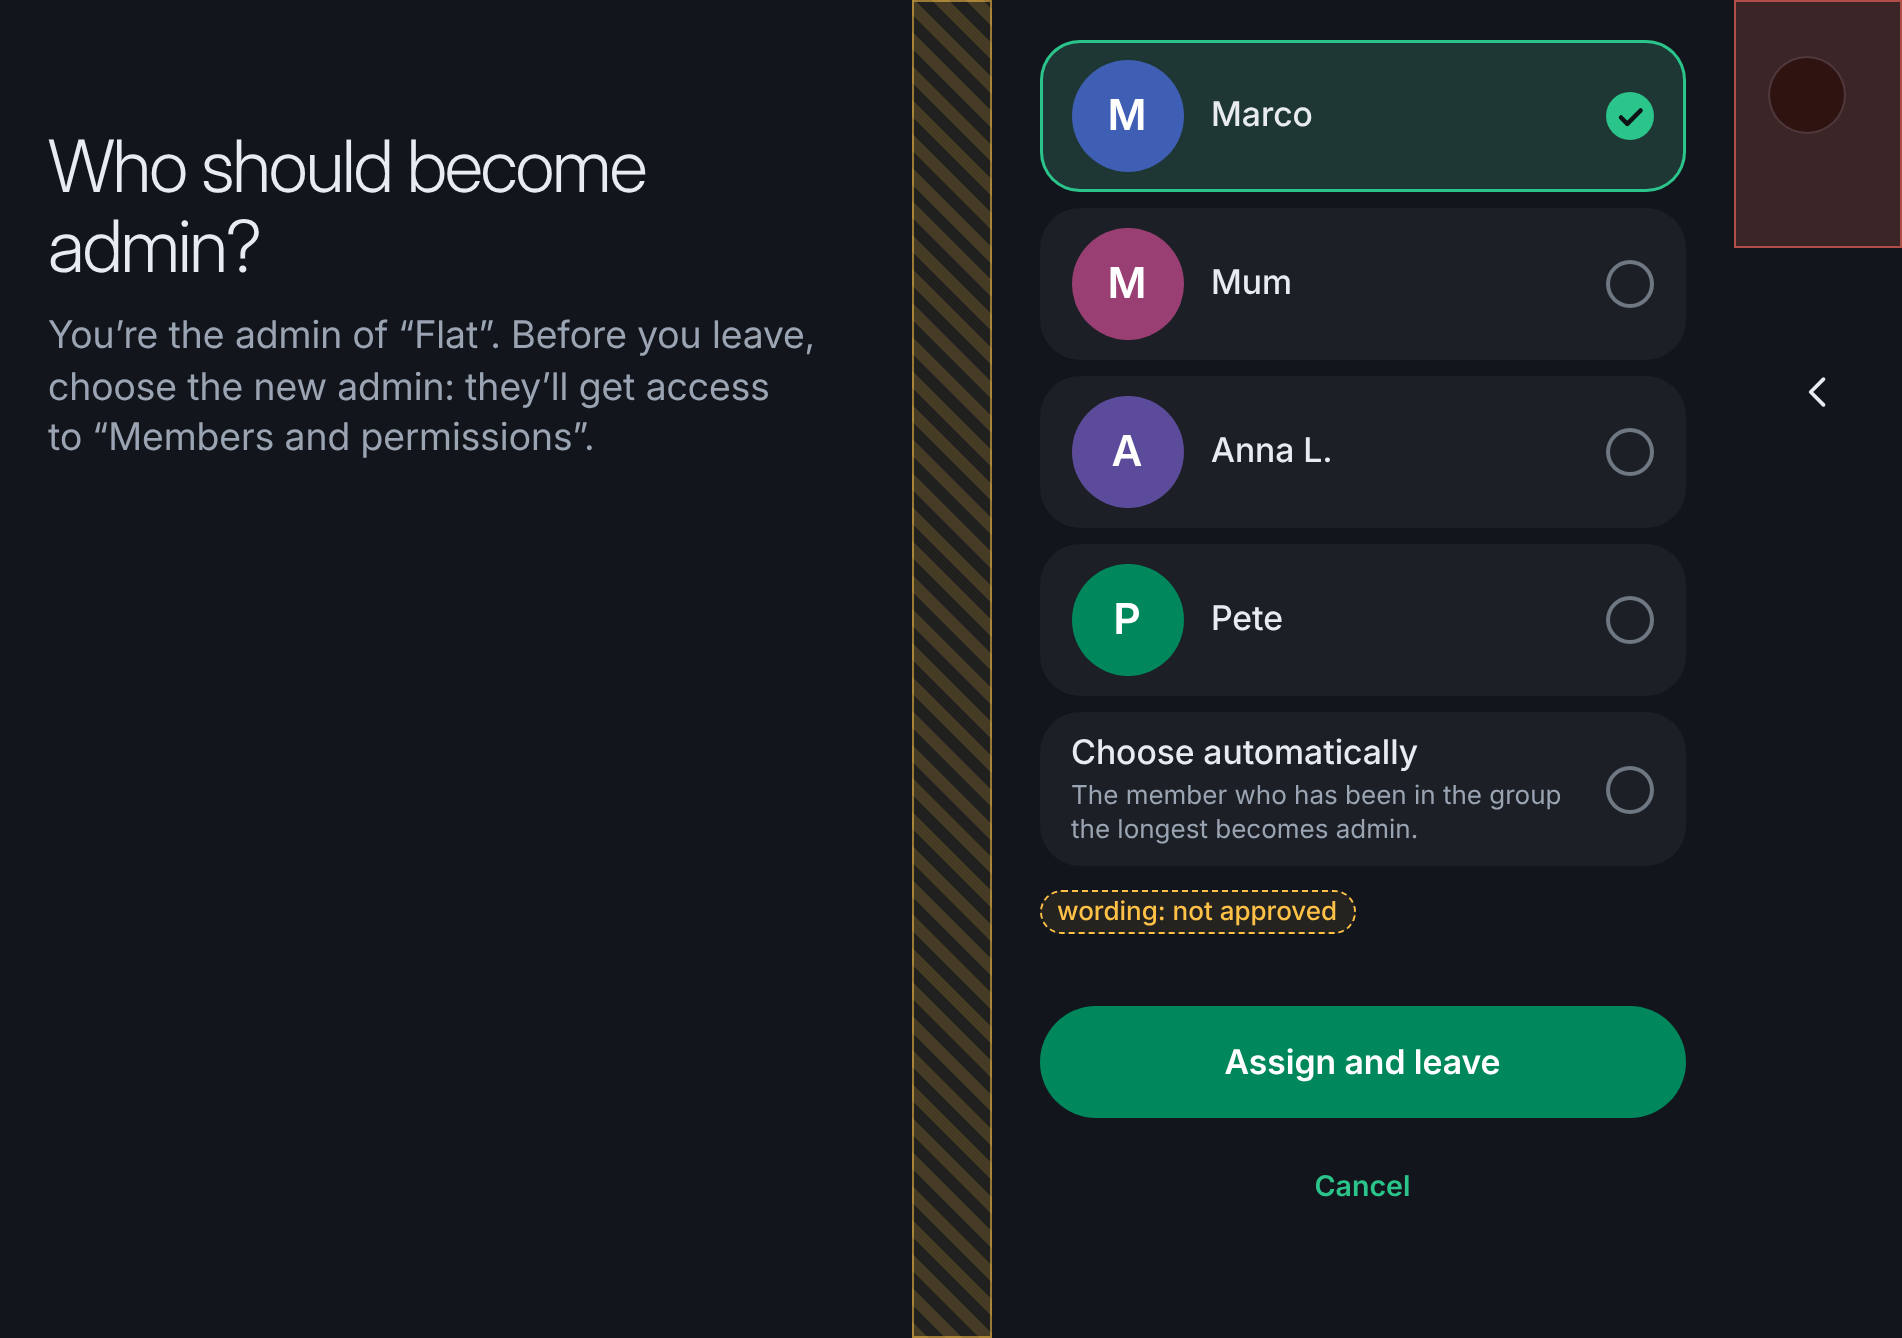 Who should become
admin?
You’re the admin of “Flat”. Before you leave,
choose the new admin: they’ll get access
to “Members and permissions”.
M
Marco
M
Mum
A
Anna L.
P
Pete
Choose automatically
The member who has been in the group
the longest becomes admin.
wording: not approved
Assign and leave
Cancel